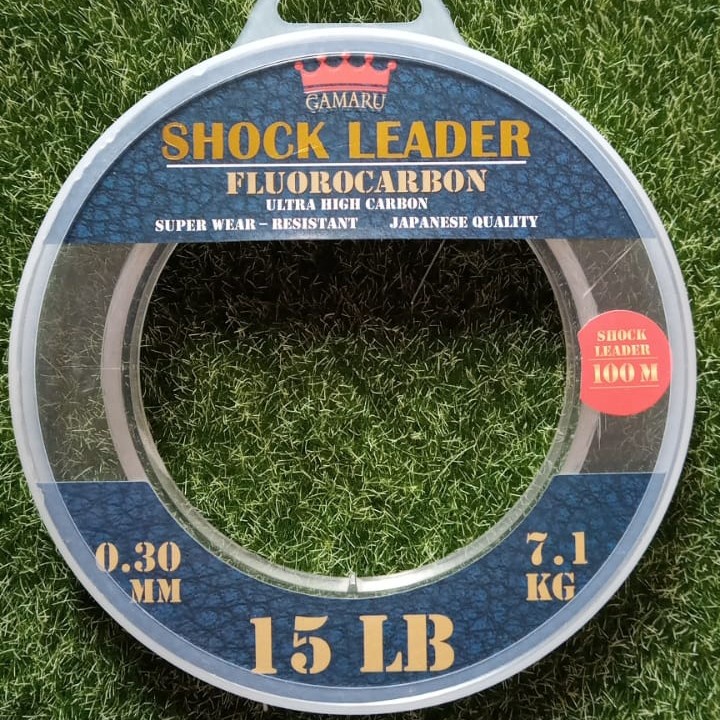 GAMARU
SHOCK LEADER
FLUOROCARBON
ULTRA HIGH CARBON
SUPER WEAR – RESISTANT JAPANESE QUALITY
SHOCK
LEADER
100 M
0.30
MM
7.1
KG
15 LB